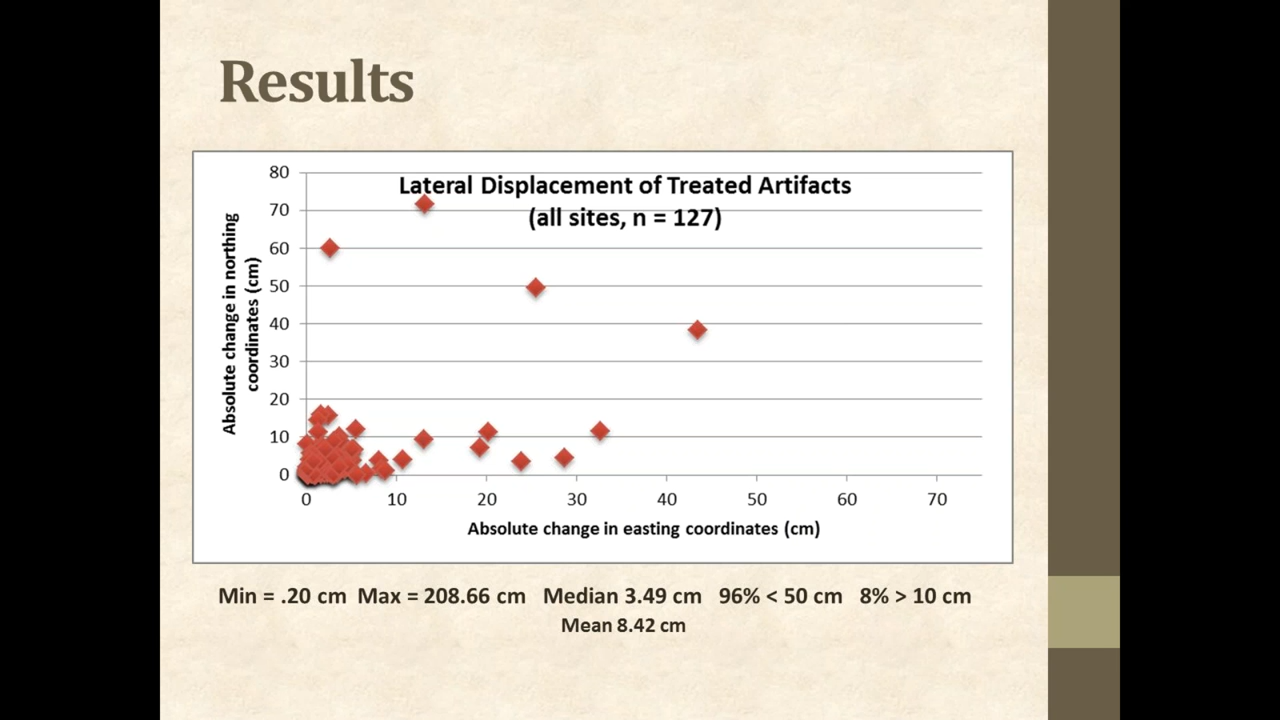 Results
Lateral Displacement of Treated Artifacts
(all sites, n = 127)
Absolute change in northing
coordinates (cm)
80
70
60
50
40
30
20
10
0
0 10 20 30 40 50 60 70
Absolute change in easting coordinates (cm)
Min = .20 cm Max = 208.66 cm Median 3.49 cm 96% < 50 cm 8% > 10 cm
Mean 8.42 cm